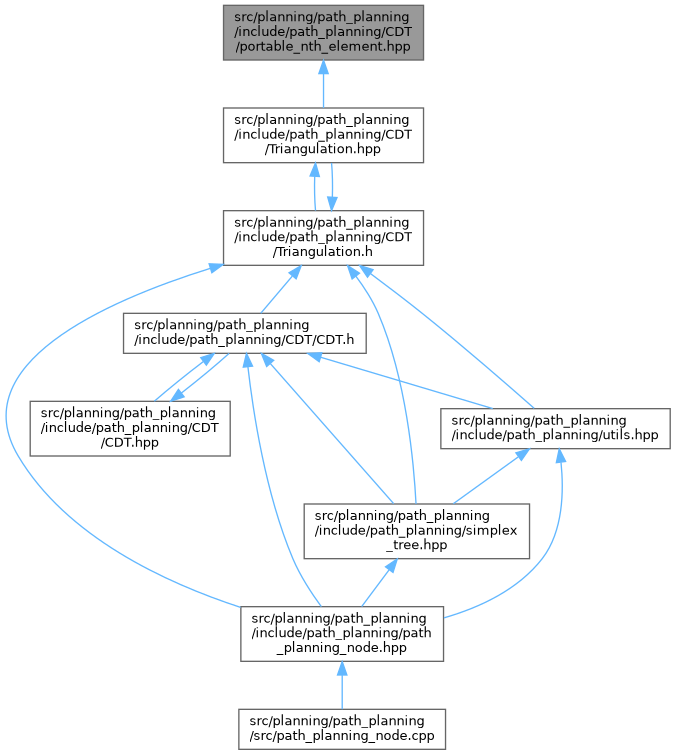 src/planning/path_planning
/include/path_planning/CDT
/portable_nth_element.hpp
src/planning/path_planning
/include/path_planning/CDT
/Triangulation.hpp
src/planning/path_planning
/include/path_planning/CDT
/Triangulation.h
src/planning/path_planning
/include/path_planning/CDT/CDT.h
src/planning/path_planning
/include/path_planning/CDT
/CDT.hpp
src/planning/path_planning
/include/path_planning/utils.hpp
src/planning/path_planning
/include/path_planning/simplex
_tree.hpp
src/planning/path_planning
/include/path_planning/path
_planning_node.hpp
src/planning/path_planning
/src/path_planning_node.cpp